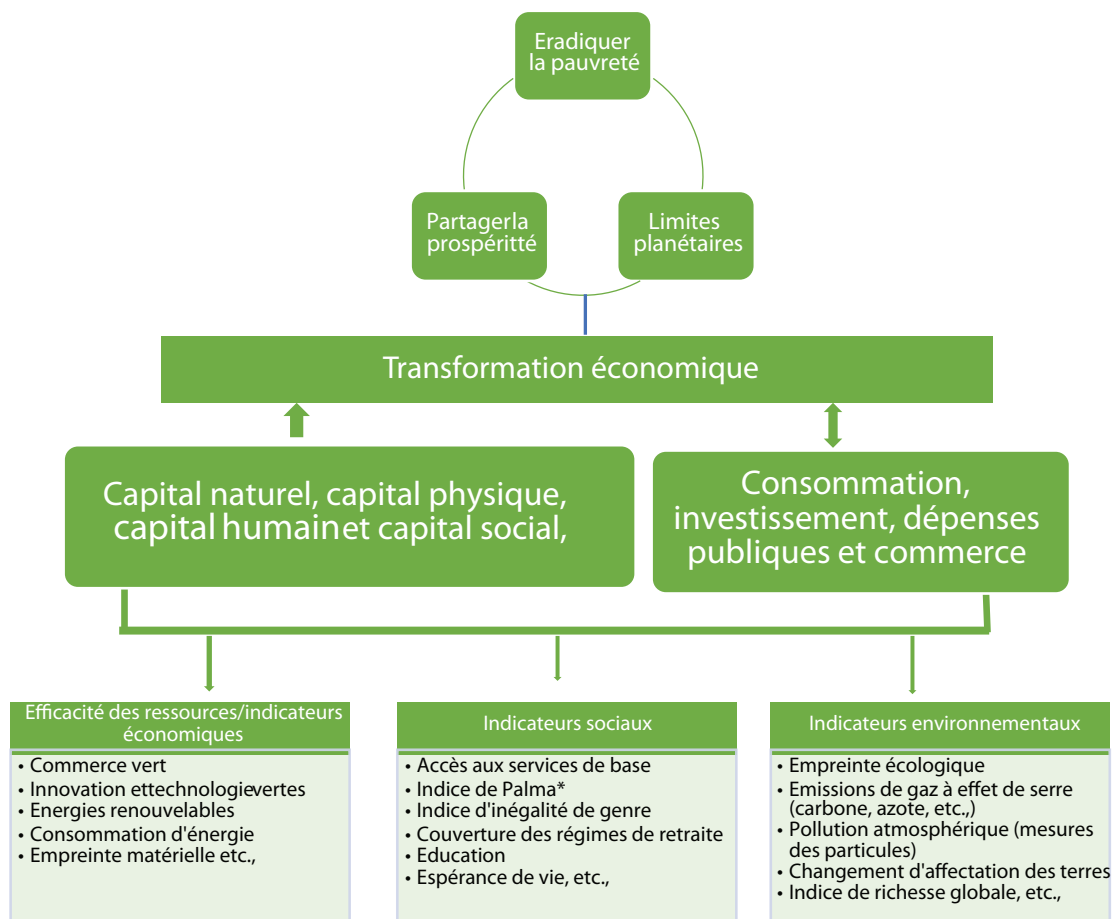 Eradiquer
la pauvreté
Partagerla
prospéritté
Limites
planétaires
Transformation économique
Capital naturel, capital physique,
capital humainet capital social,
Consommation,
investissement, dépenses
publiques et commerce
Efficacité des ressources/indicateurs
économiques
• Commerce vert
• Innovation ettechnologievertes
• Energies renouvelables
• Consommation d'énergie
• Empreinte matérielle etc.,
Indicateurs sociaux
• Accès aux services de base
• Indice de Palma*
• Indice d'inégalité de genre
• Couverture des régimes de retraite
• Education
• Espérance de vie, etc.,
Indicateurs environnementaux
• Empreinte écologique
• Emissions de gaz à effet de serre
(carbone, azote, etc.,)
• Pollution atmosphérique (mesures
des particules)
• Changement d'affectation des terres
• Indice de richesse globale, etc.,